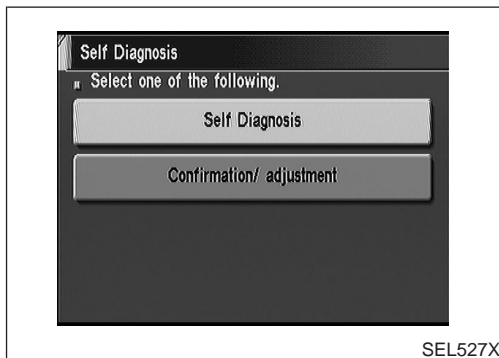 Self Diagnosis
Select one of the following.
Self Diagnosis
Confirmation/ adjustment
SEL527X